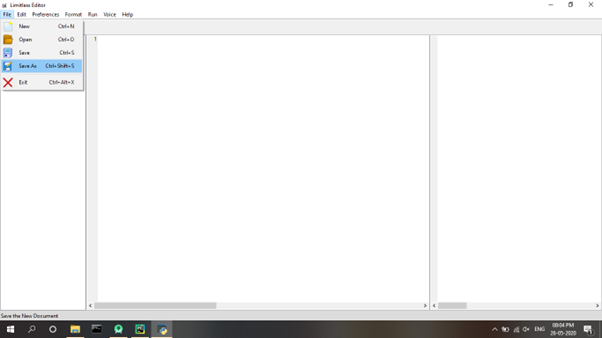 Limitless Editor
File Edit Preferences Format Run Voice Help
New Ctrl+N
Open Ctrl+O
Save Ctrl+S
Save As Ctrl+Shift+S
Exit Ctrl+Alt+X
1
Save the New Document
ENG
08:04 PM
26-05-2020